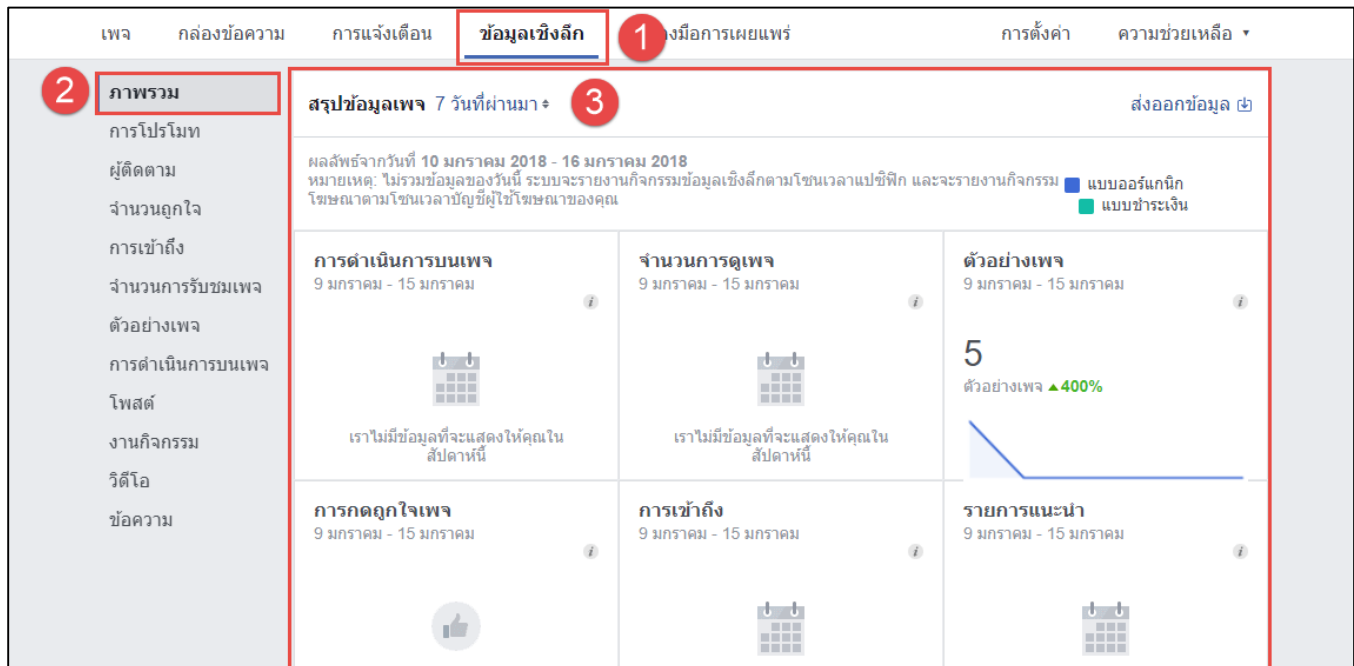 เพจ กล่องข้อความ การแจ้งเตือน ข้อมูลเชิงลึก 1 งมือการเผยแพร่ การตั้งค่า ความช่วยเหลือ
2 ภาพรวม
การโปรโมท
ผู้ติดตาม
จำนวนถูกใจ
การเข้าถึง
จำนวนการรับชมเพจ
ตัวอย่างเพจ
การดำเนินการบนเพจ
โพสต์
งานกิจกรรม
วิดีโอ
ข้อความ
สรุปข้อมูลเพจ 7 วันที่ผ่านมา 3 ส่งออกข้อมูล
ผลลัพธ์จากวันที่ 10 มกราคม 2018 - 16 มกราคม 2018
หมายเหตุ: ไม่รวมข้อมูลของวันนี้ ระบบจะรายงานกิจกรรมข้อมูลเชิงลึกตามโซนเวลาแปซิฟิก และจะรายงานกิจกรรม
โฆษณาตามโซนเวลาบัญชีผู้ใช้โฆษณาของคุณ
แบบออร์แกนิก
แบบชำระเงิน
การดำเนินการบนเพจ
9 มกราคม - 15 มกราคม
i
เราไม่มีข้อมูลที่จะแสดงให้คุณใน
สัปดาห์นี้
จำนวนการดูเพจ
9 มกราคม - 15 มกราคม
i
เราไม่มีข้อมูลที่จะแสดงให้คุณใน
สัปดาห์นี้
ตัวอย่างเพจ
9 มกราคม - 15 มกราคม
i
5
ตัวอย่างเพจ ▲400%
การกดถูกใจเพจ
9 มกราคม - 15 มกราคม
i
การเข้าถึง
9 มกราคม - 15 มกราคม
i
รายการแนะนำ
9 มกราคม - 15 มกราคม
i